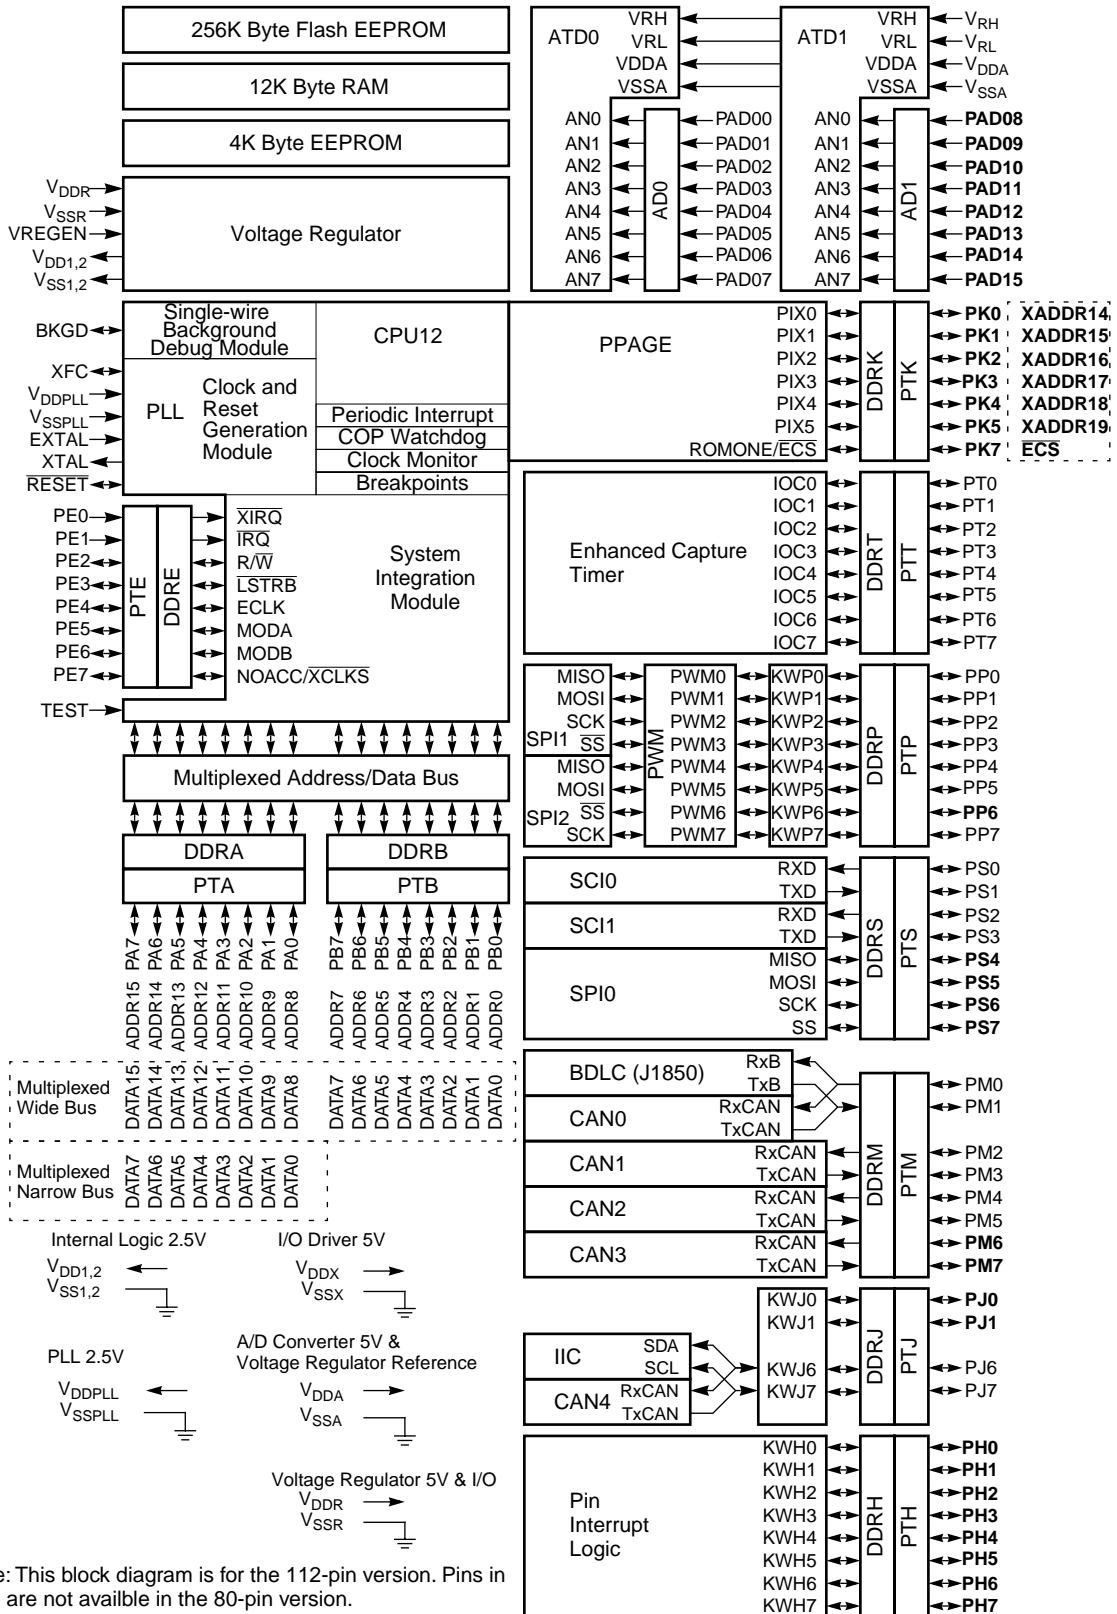 256K Byte Flash EEPROM
12K Byte RAM
4K Byte EEPROM
VDDR
VSSR
VREGEN
VDD1,2
VSS1,2
Voltage Regulator
ATD0
VRH
VRL
VDDA
VSSA
AN0
AN1
AN2
AN3
AN4
AN5
AN6
AN7
AD0
PAD00
PAD01
PAD02
PAD03
PAD04
PAD05
PAD06
PAD07
ATD1
VRH
VRL
VDDA
VSSA
AN0
AN1
AN2
AN3
AN4
AN5
AN6
AN7
AD1
VRH
VRL
VDDA
VSSA
PAD08
PAD09
PAD10
PAD11
PAD12
PAD13
PAD14
PAD15
BKGD
XFC
VDDPLL
VSSPLL
EXTAL
XTAL
RESET
Single-wire
Background
Debug Module
CPU12
PLL
Clock and
Reset
Generation
Module
Periodic Interrupt
COP Watchdog
Clock Monitor
Breakpoints
PPAGE
PIX0
PIX1
PIX2
PIX3
PIX4
PIX5
ROMONE/ECS
DDRK
PTK
PK0
PK1
PK2
PK3
PK4
PK5
PK7
XADDR14
XADDR15
XADDR16
XADDR17
XADDR18
XADDR19
ECS
PE0
PE1
PE2
PE3
PE4
PE5
PE6
PE7
TEST
PTE
DDRE
XIRQ
IRQ
R/W
LSTRB
ECLK
MODA
MODB
NOACC/XCLKS
System
Integration
Module
Enhanced Capture
Timer
IOC0
IOC1
IOC2
IOC3
IOC4
IOC5
IOC6
IOC7
DDRT
PTT
PT0
PT1
PT2
PT3
PT4
PT5
PT6
PT7
Multiplexed Address/Data Bus
DDRA
PTA
DDRB
PTB
PA7
PA6
PA5
PA4
PA3
PA2
PA1
PA0
PB7
PB6
PB5
PB4
PB3
PB2
PB1
PB0
ADDR15
ADDR14
ADDR13
ADDR12
ADDR11
ADDR10
ADDR9
ADDR8
ADDR7
ADDR6
ADDR5
ADDR4
ADDR3
ADDR2
ADDR1
ADDR0
Multiplexed
Wide Bus
DATA15
DATA14
DATA13
DATA12
DATA11
DATA10
DATA9
DATA8
DATA7
DATA6
DATA5
DATA4
DATA3
DATA2
DATA1
DATA0
Multiplexed
Narrow Bus
DATA7
DATA6
DATA5
DATA4
DATA3
DATA2
DATA1
DATA0
SPI1
MISO
MOSI
SCK
SS
SPI2
MISO
MOSI
SS
SCK
PWM
PWM0
PWM1
PWM2
PWM3
PWM4
PWM5
PWM6
PWM7
KWP0
KWP1
KWP2
KWP3
KWP4
KWP5
KWP6
KWP7
DDRP
PTP
PP0
PP1
PP2
PP3
PP4
PP5
PP6
PP7
SCI0
RXD
TXD
SCI1
RXD
TXD
SPI0
MISO
MOSI
SCK
SS
DDRS
PTS
PS0
PS1
PS2
PS3
PS4
PS5
PS6
PS7
BDLC (J1850)
RxB
TxB
CAN0
RxCAN
TxCAN
CAN1
RxCAN
TxCAN
CAN2
RxCAN
TxCAN
CAN3
RxCAN
TxCAN
DDRM
PTM
PM0
PM1
PM2
PM3
PM4
PM5
PM6
PM7
IIC
SDA
SCL
CAN4
RxCAN
TxCAN
KWJ0
KWJ1
KWJ6
KWJ7
DDRJ
PTJ
PJ0
PJ1
PJ6
PJ7
Pin
Interrupt
Logic
KWH0
KWH1
KWH2
KWH3
KWH4
KWH5
KWH6
KWH7
DDRH
PTH
PH0
PH1
PH2
PH3
PH4
PH5
PH6
PH7
Internal Logic 2.5V
VDD1,2
VSS1,2
I/O Driver 5V
VDDX
VSSX
PLL 2.5V
VDDPLL
VSSPLL
A/D Converter 5V &
Voltage Regulator Reference
VDDA
VSSA
Voltage Regulator 5V & I/O
VDDR
VSSR
e: This block diagram is for the 112-pin version. Pins in
are not availble in the 80-pin version.